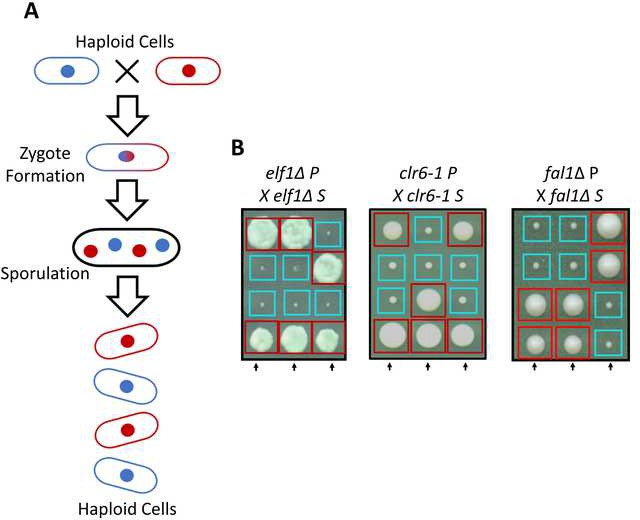 A
Haploid Cells
Zygote
Formation
Sporulation
Haploid Cells
B
elf1Δ P
X elf1Δ S
clr6-1 P
X clr6-1 S
fal1Δ P
X fal1Δ S